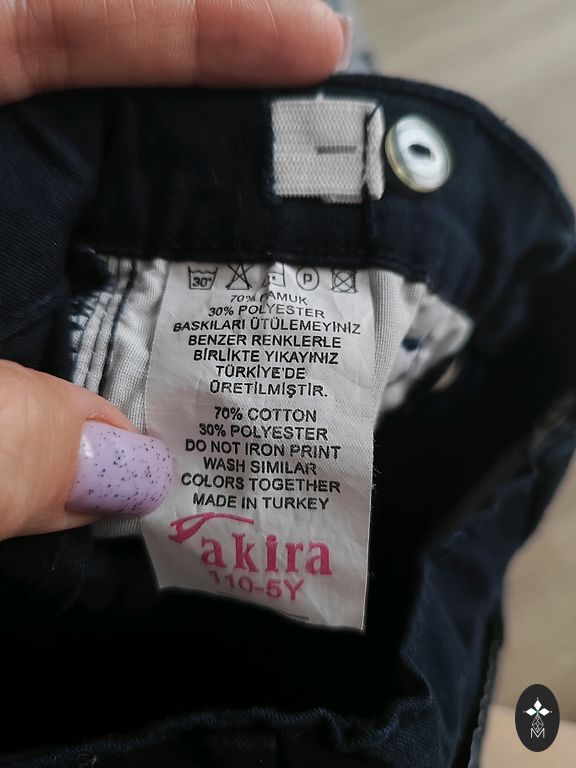 30°
P
70% PAMUK
30% POLYESTER
BASKILARI ÜTÜLEMEYINIZ
BENZER RENKLERLE
BIRLIKTE YIKAYINIZ
TÜRKIYE'DE
ÜRETILMIŞTIR.
70% COTTON
30% POLYESTER
DO NOT IRON PRINT
WASH SIMILAR
COLORS TOGETHER
MADE IN TURKEY
akira
110-5Y
M